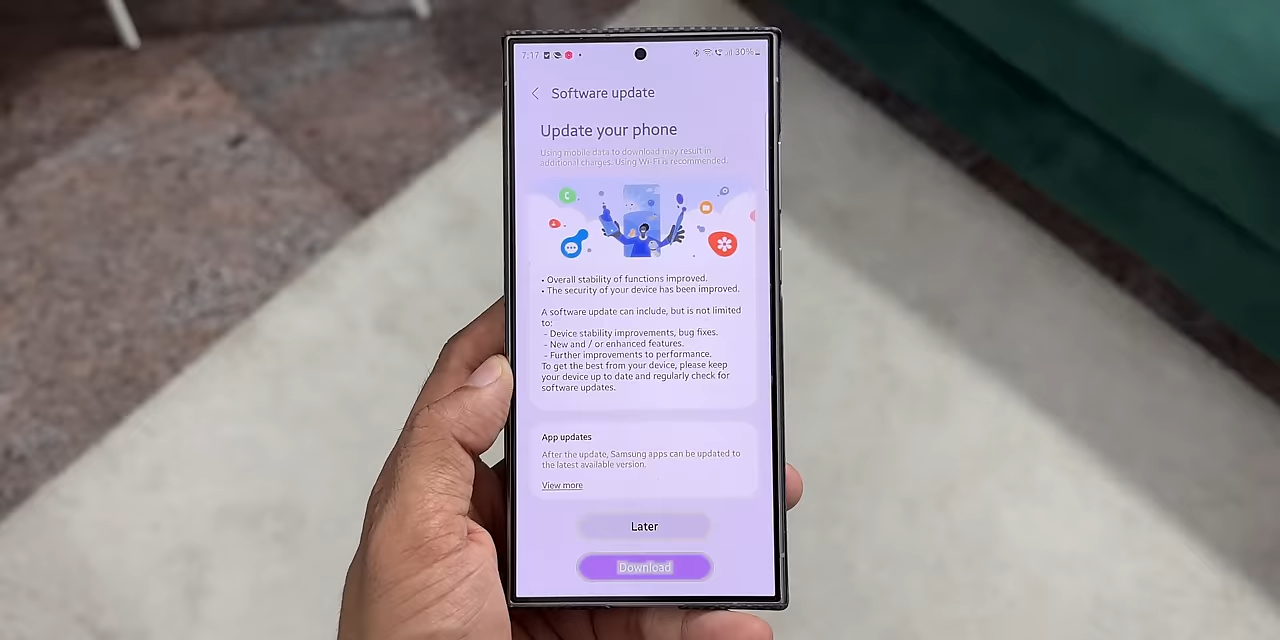 7:17 30%
Software update
Update your phone
Using mobile data to download may result in
additional charges. Using Wi-Fi is recommended.
• Overall stability of functions improved.
• The security of your device has been improved.
A software update can include, but is not limited
to:
- Device stability improvements, bug fixes.
- New and / or enhanced features.
- Further improvements to performance.
To get the best from your device, please keep
your device up to date and regularly check for
software updates.
App updates
After the update, Samsung apps can be updated to
the latest available version.
View more
Later
Download